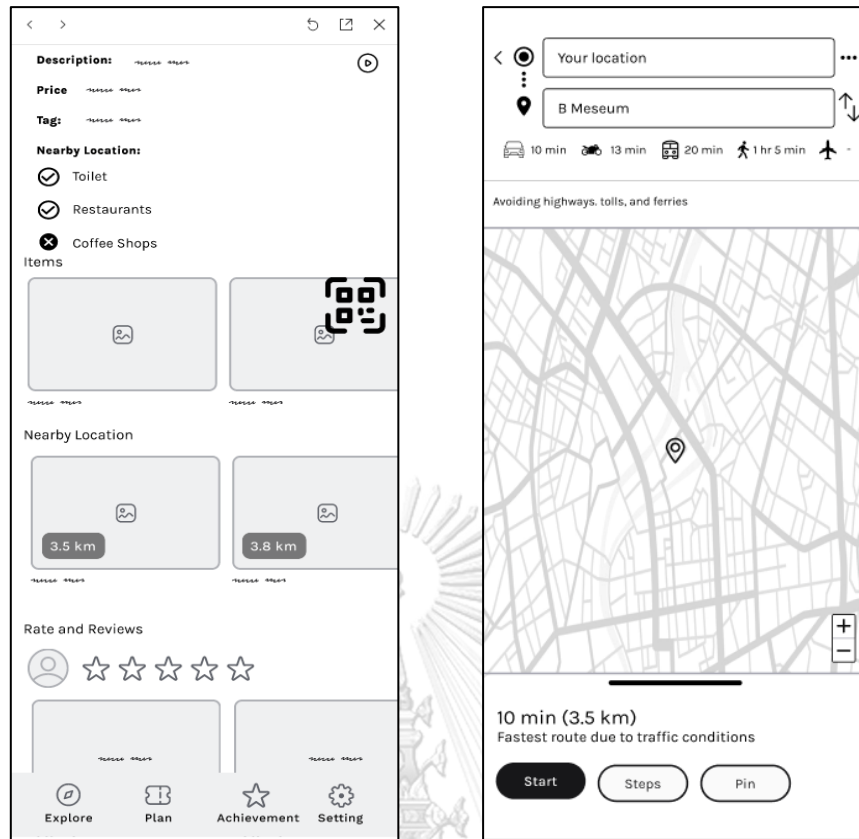 Description:
Price
Tag:
Nearby Location:
Toilet
Restaurants
Coffee Shops
Items
Nearby Location
3.5 km
3.8 km
Rate and Reviews
Explore
Plan
Achievement
Setting
Your location
B Meseum
10 min
13 min
20 min
1 hr 5 min
-
Avoiding highways. tolls, and ferries
+
−
10 min (3.5 km)
Fastest route due to traffic conditions
Start
Steps
Pin